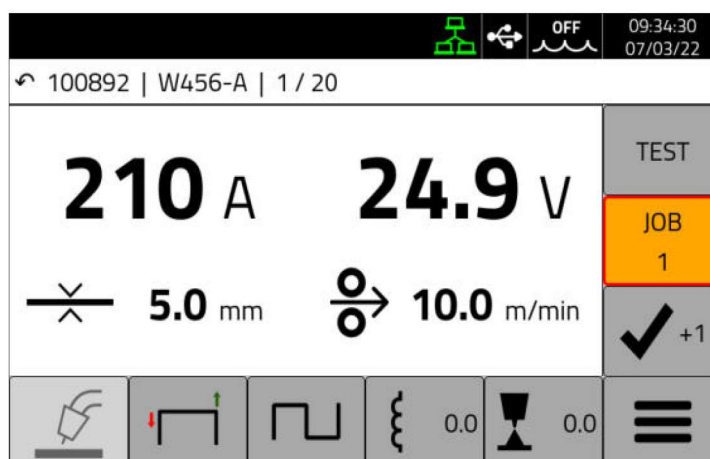 OFF
09:34:30
07/03/22
100892 | W456-A | 1 / 20
210 A
24.9 V
5.0 mm
10.0 m/min
TEST
JOB
1
+1
0.0
0.0